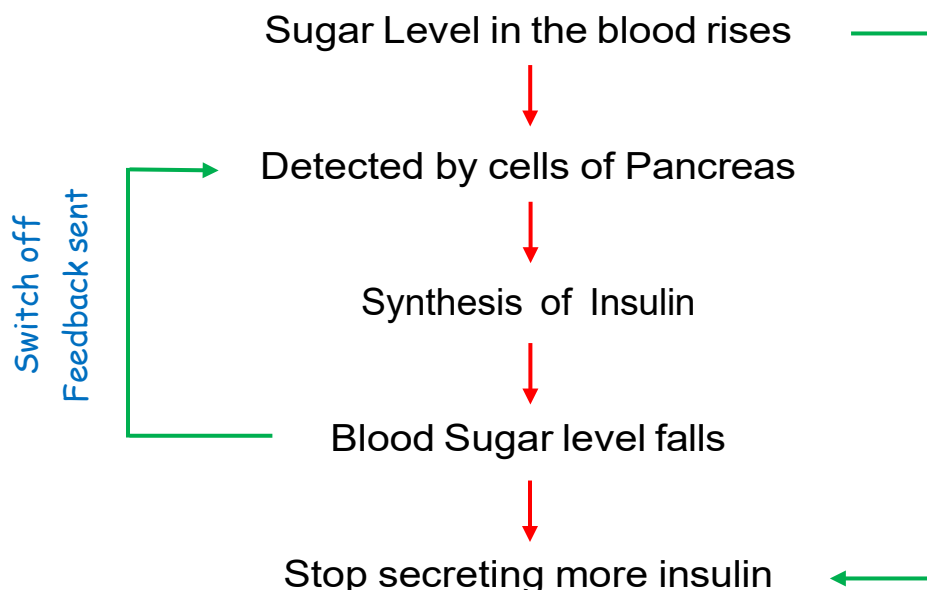 Sugar Level in the blood rises
Detected by cells of Pancreas
Switch off
Feedback sent
Synthesis of Insulin
Blood Sugar level falls
Stop secreting more insulin